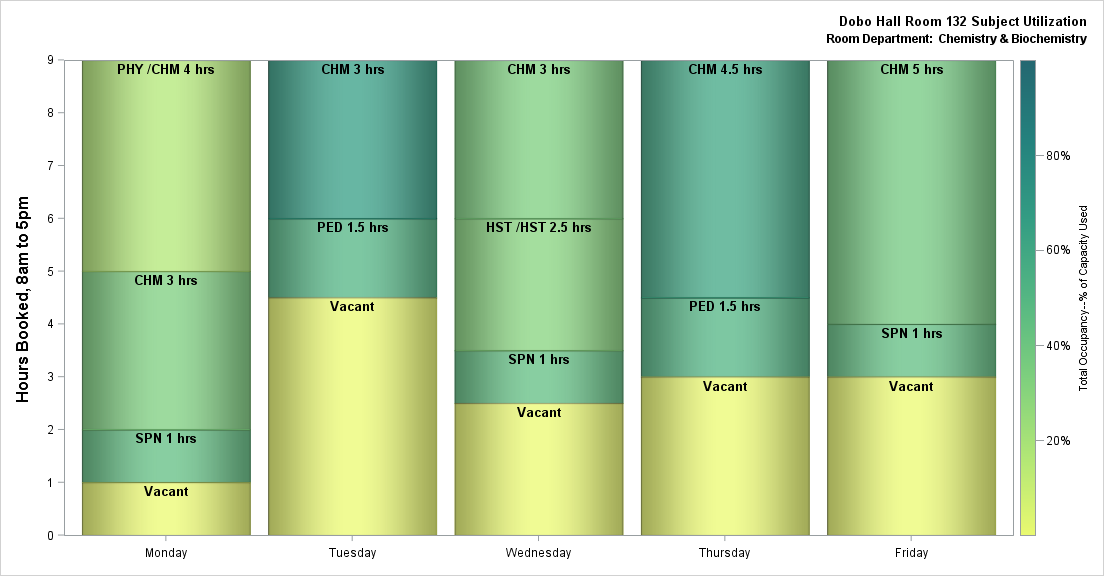 Dobo Hall Room 132 Subject Utilization
Room Department: Chemistry & Biochemistry
Hours Booked, 8am to 5pm
9
8
7
6
5
4
3
2
1
0
PHY /CHM 4 hrs
CHM 3 hrs
SPN 1 hrs
Vacant
CHM 3 hrs
PED 1.5 hrs
Vacant
CHM 3 hrs
HST /HST 2.5 hrs
SPN 1 hrs
Vacant
CHM 4.5 hrs
PED 1.5 hrs
Vacant
CHM 5 hrs
SPN 1 hrs
Vacant
Monday
Tuesday
Wednesday
Thursday
Friday
80%
60%
40%
20%
Total Occupancy--% of Capacity Used